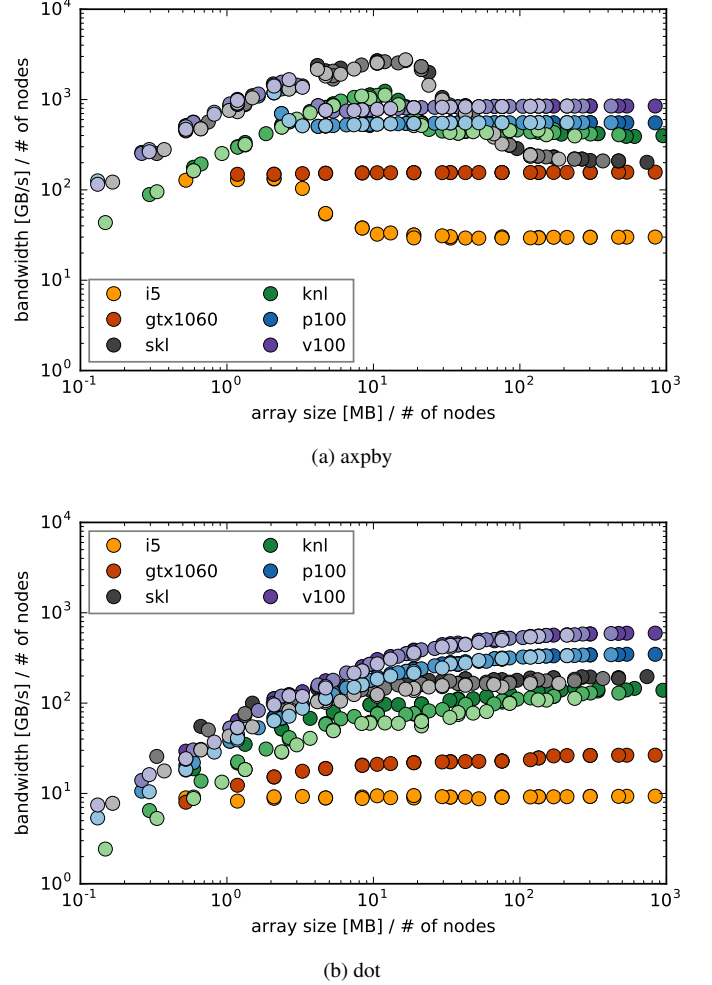 10^4
10^3
10^2
10^1
10^0
bandwidth [GB/s] / # of nodes
i5
gtx1060
skl
knl
p100
v100
10^-1 10^0 10^1 10^2 10^3
array size [MB] / # of nodes
(a) axpby
10^4
10^3
10^2
10^1
10^0
bandwidth [GB/s] / # of nodes
i5
gtx1060
skl
knl
p100
v100
10^-1 10^0 10^1 10^2 10^3
array size [MB] / # of nodes
(b) dot